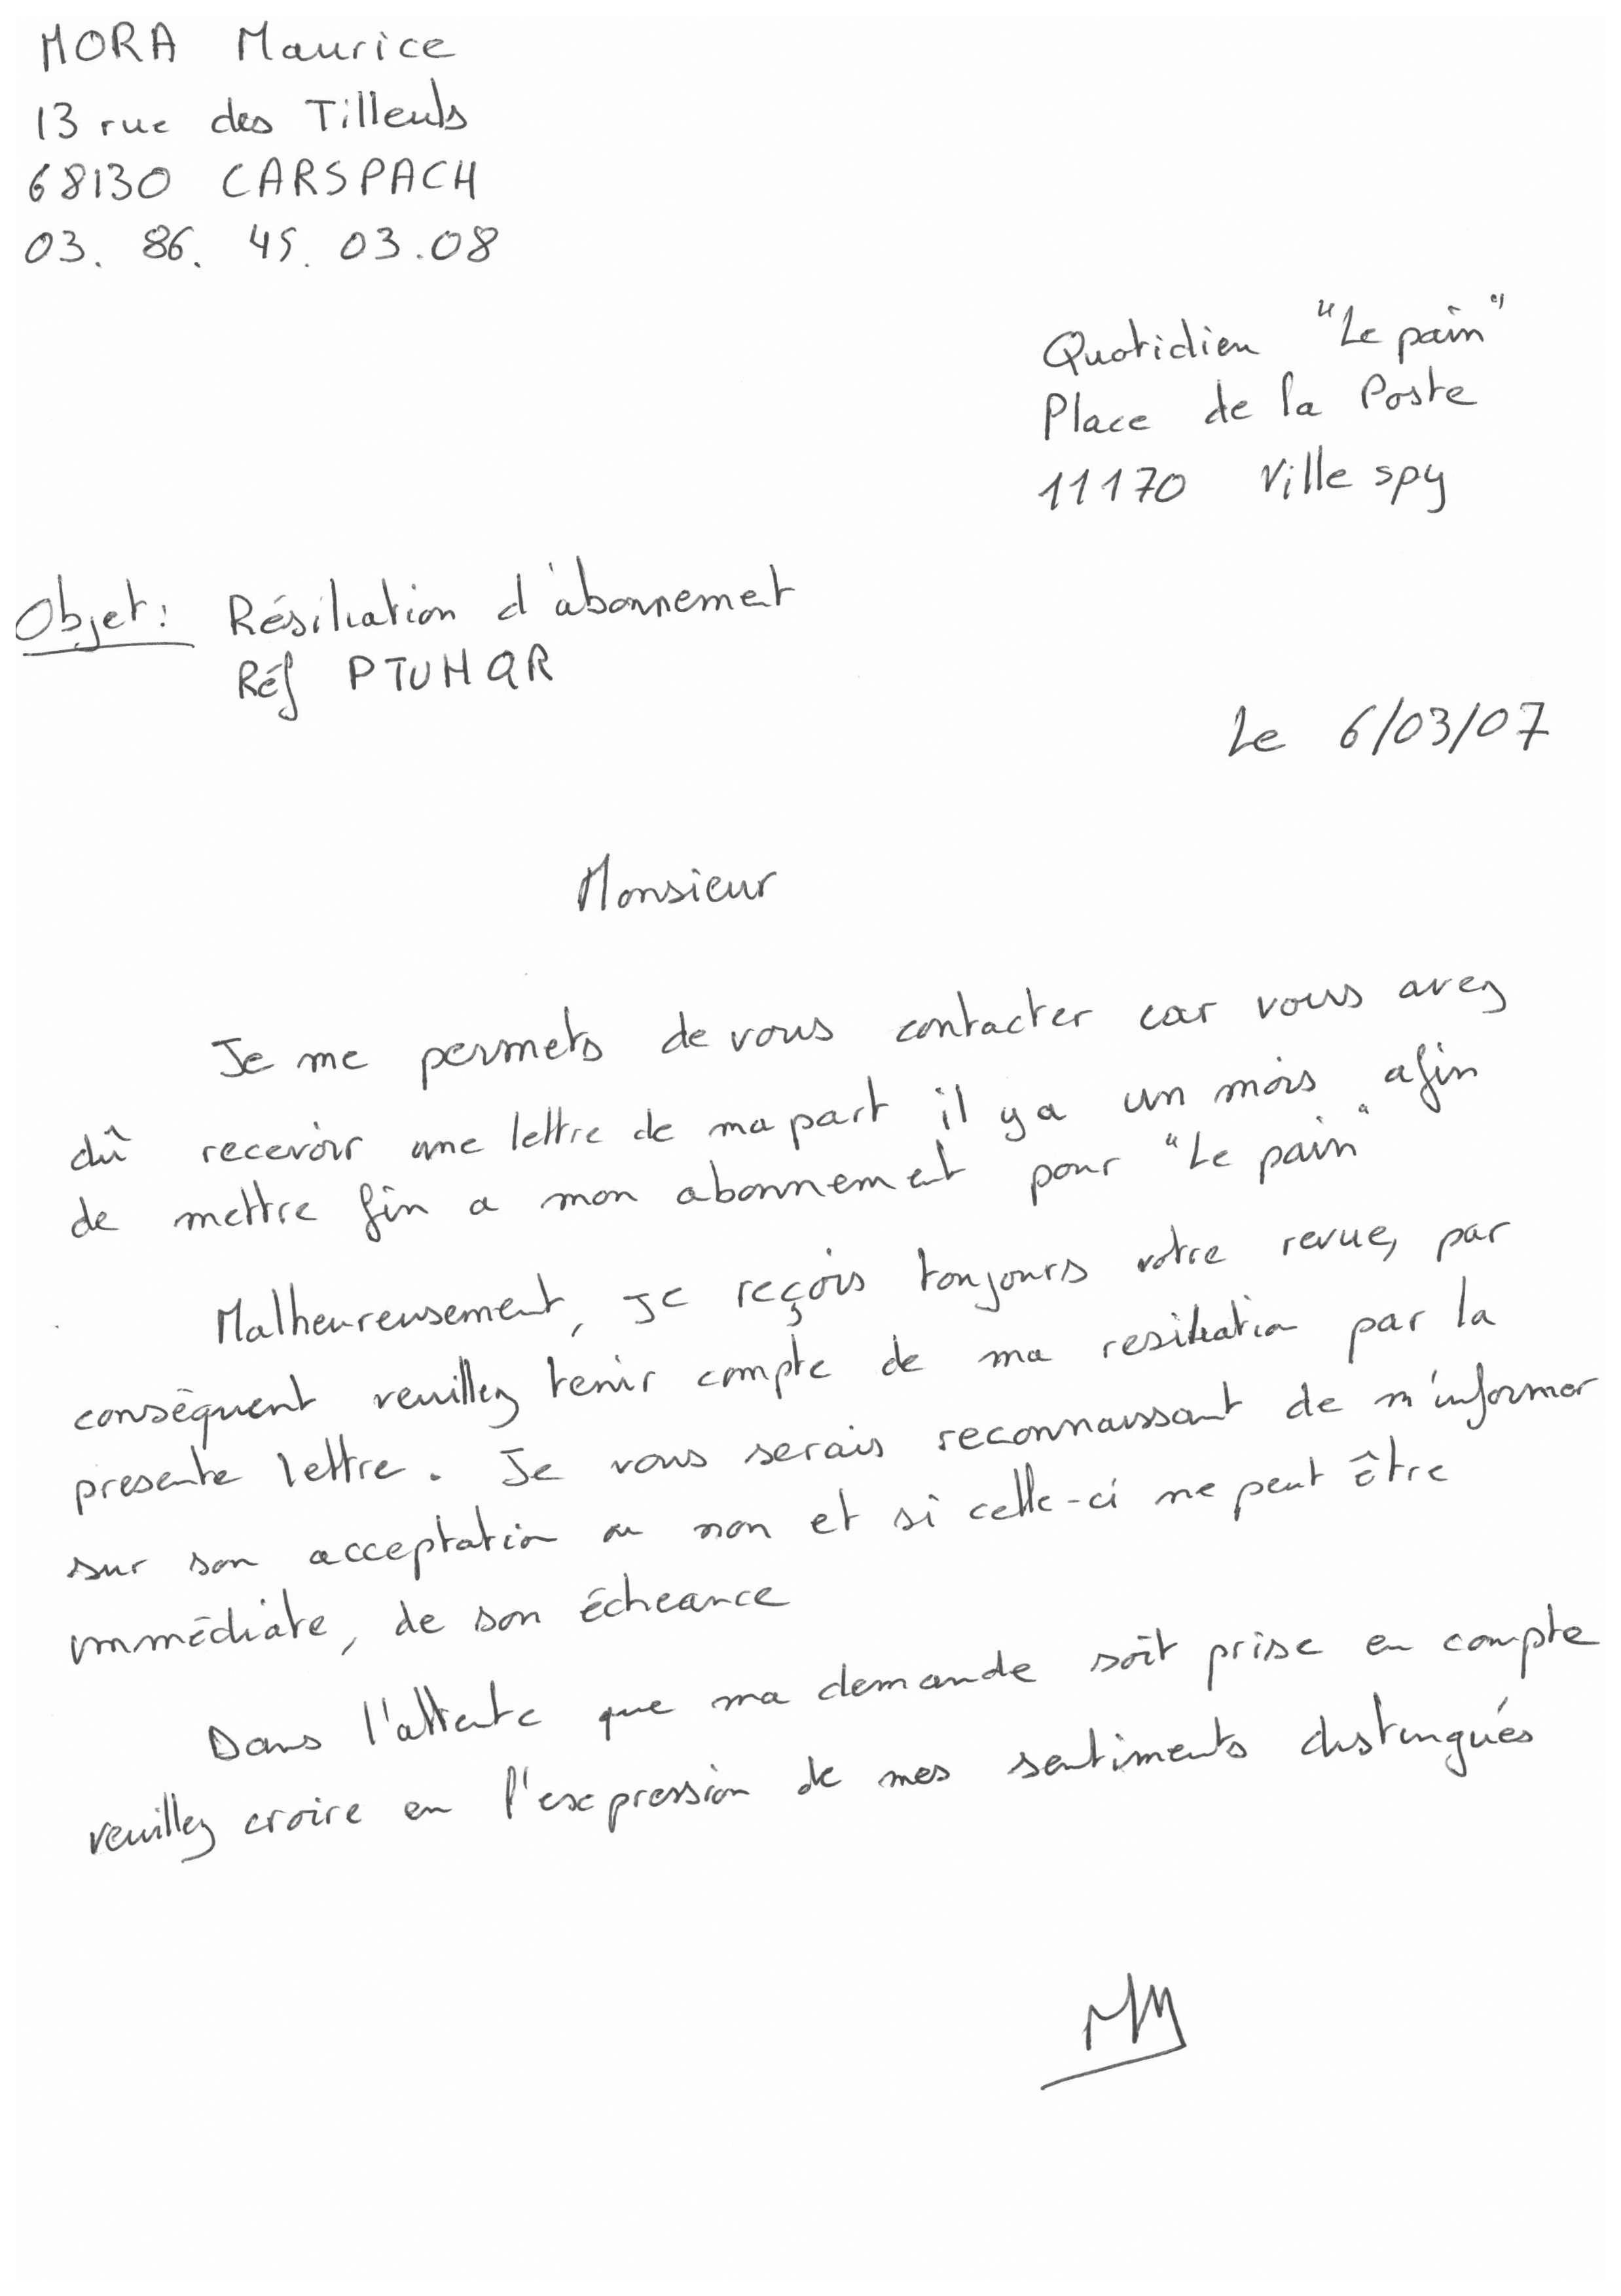 MORA Maurice
13 rue des Tilleuls
68130 CARSPACH
03. 86. 45. 03.08
Quotidien "Le pain"
Place de la Poste
11170 Villespy
Objet: Résiliation d'abonnement
Réf PTUHQR
Le 6/03/07
Monsieur
Je me permets de vous contacter car vous avez
dû recevoir une lettre de ma part il y a un mois afin
de mettre fin a mon abonnement pour "Le pain"
Malheureusement, je reçois toujours votre revue, par
conséquent veuillez tenir compte de ma resiliation par la
presente lettre. Je vous serais reconnaissant de m'informer
sur son acceptation ou non et si celle-ci ne peut être
immédiate, de son écheance
Dans l'attente que ma demande soit prise en compte
veuillez croire en l'expression de mes sentiments distingués
MM